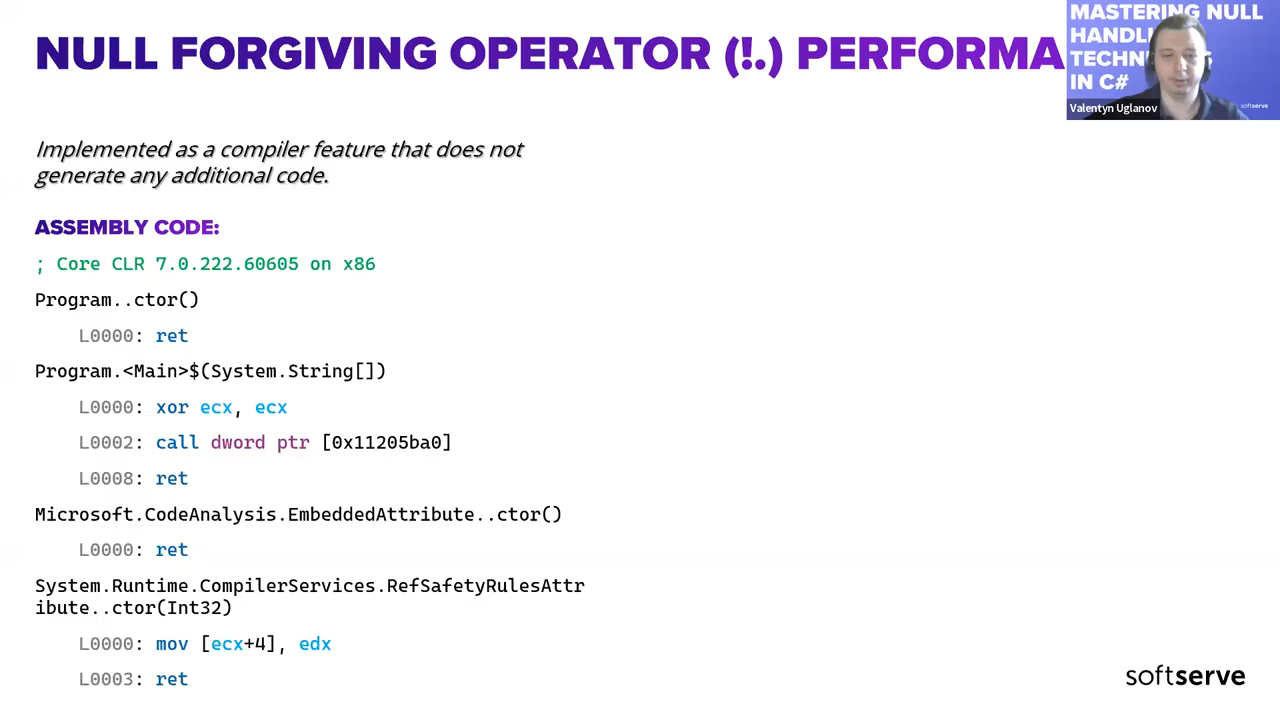 NULL FORGIVING OPERATOR (!.) PERFORMA
MASTERING NULL
HANDL
TECHN
IN C#
Valentyn Uglanov
softserve
Implemented as a compiler feature that does not
generate any additional code.
ASSEMBLY CODE:
; Core CLR 7.0.222.60605 on x86
Program..ctor()
L0000: ret
Program.<Main>$(System.String[])
L0000: xor ecx, ecx
L0002: call dword ptr [0x11205ba0]
L0008: ret
Microsoft.CodeAnalysis.EmbeddedAttribute..ctor()
L0000: ret
System.Runtime.CompilerServices.RefSafetyRulesAttr
ibute..ctor(Int32)
L0000: mov [ecx+4], edx
L0003: ret
softserve